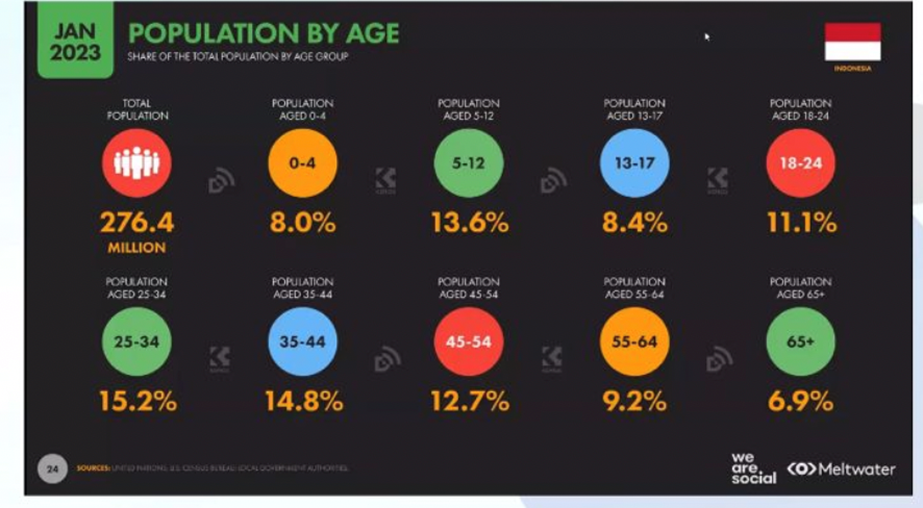 JAN
2023
POPULATION BY AGE
SHARE OF THE TOTAL POPULATION BY AGE GROUP
INDONESIA
TOTAL
POPULATION
276.4
MILLION
POPULATION
AGED 0-4
0-4
8.0%
POPULATION
AGED 5-12
5-12
13.6%
POPULATION
AGED 13-17
13-17
8.4%
POPULATION
AGED 18-24
18-24
11.1%
POPULATION
AGED 25-34
25-34
15.2%
POPULATION
AGED 35-44
35-44
14.8%
POPULATION
AGED 45-54
45-54
12.7%
POPULATION
AGED 55-64
55-64
9.2%
POPULATION
AGED 65+
65+
6.9%
24
SOURCES: UNITED NATIONS; U.S. CENSUS BUREAU; LOCAL GOVERNMENT AUTHORITIES.
we
are.
social
Meltwater